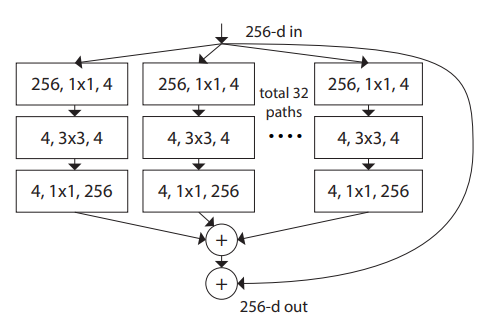 256-d in
256, 1x1, 4
256, 1x1, 4
total 32
paths
256, 1x1, 4
4, 3x3, 4
4, 3x3, 4
....
4, 3x3, 4
4, 1x1, 256
4, 1x1, 256
4, 1x1, 256
+
+
256-d out